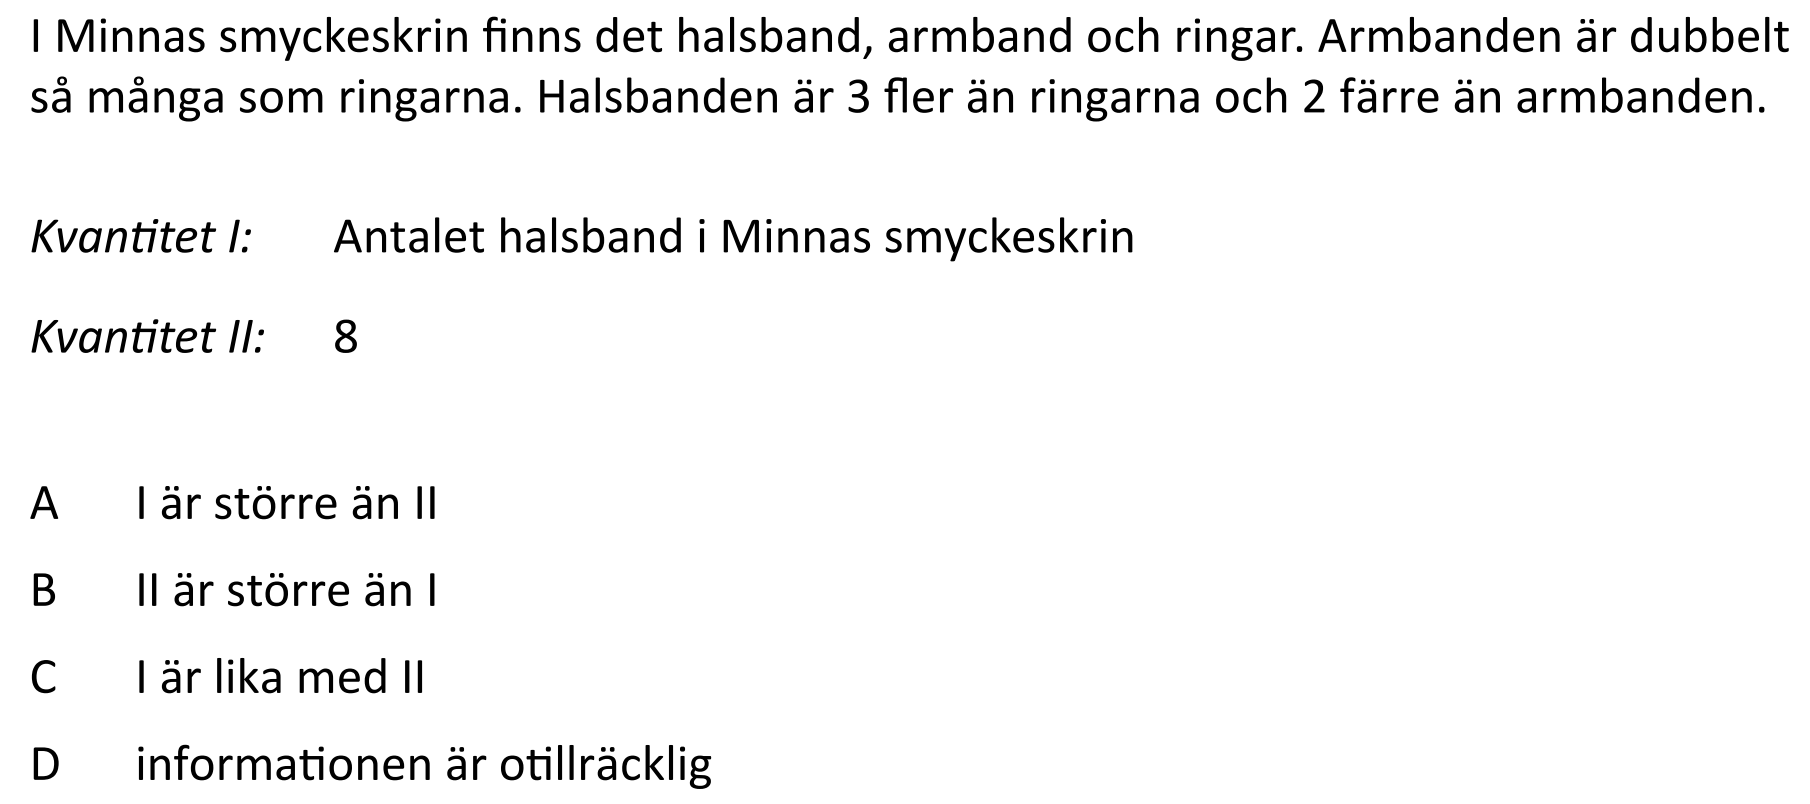 I Minnas smyckeskrin finns det halsband, armband och ringar. Armbanden är dubbelt
så många som ringarna. Halsbanden är 3 fler än ringarna och 2 färre än armbanden.
Kvantitet I: Antalet halsband i Minnas smyckeskrin
Kvantitet II: 8
A I är större än II
B II är större än I
C I är lika med II
D informationen är otillräcklig